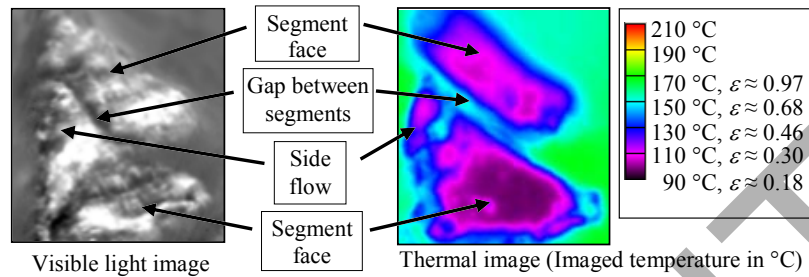 Segment
face
Gap between
segments
Side
flow
Segment
face
210 °C
190 °C
170 °C, ε ≈ 0.97
150 °C, ε ≈ 0.68
130 °C, ε ≈ 0.46
110 °C, ε ≈ 0.30
90 °C, ε ≈ 0.18
Visible light image
Thermal image (Imaged temperature in °C)